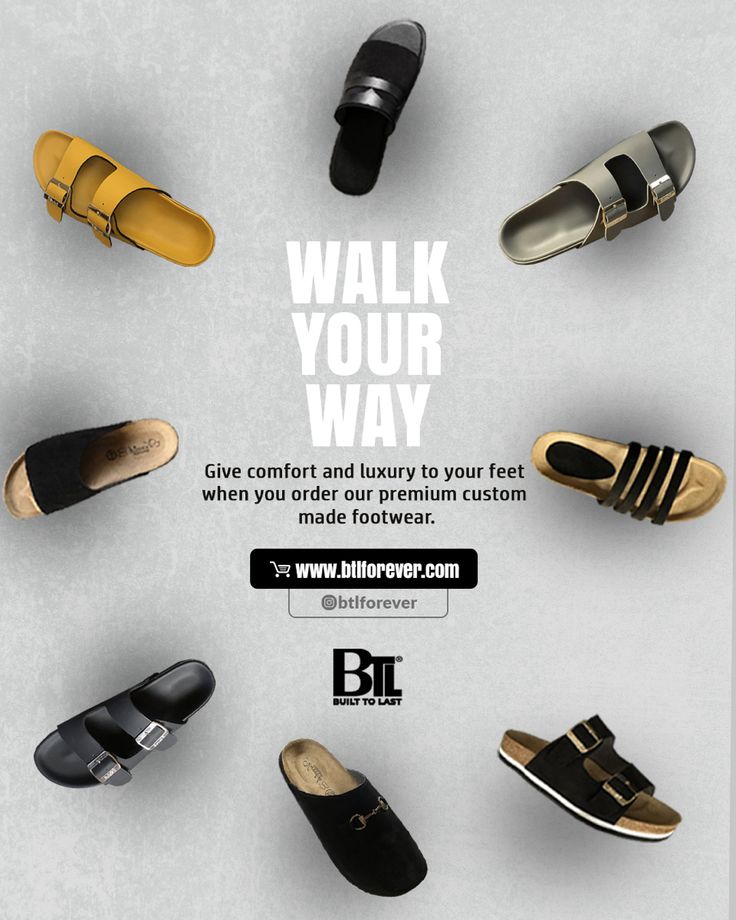 WALK
YOUR
WAY
Give comfort and luxury to your feet
when you order our premium custom
made footwear.
www.btlforever.com
@btlforever
BTL®
BUILT TO LAST